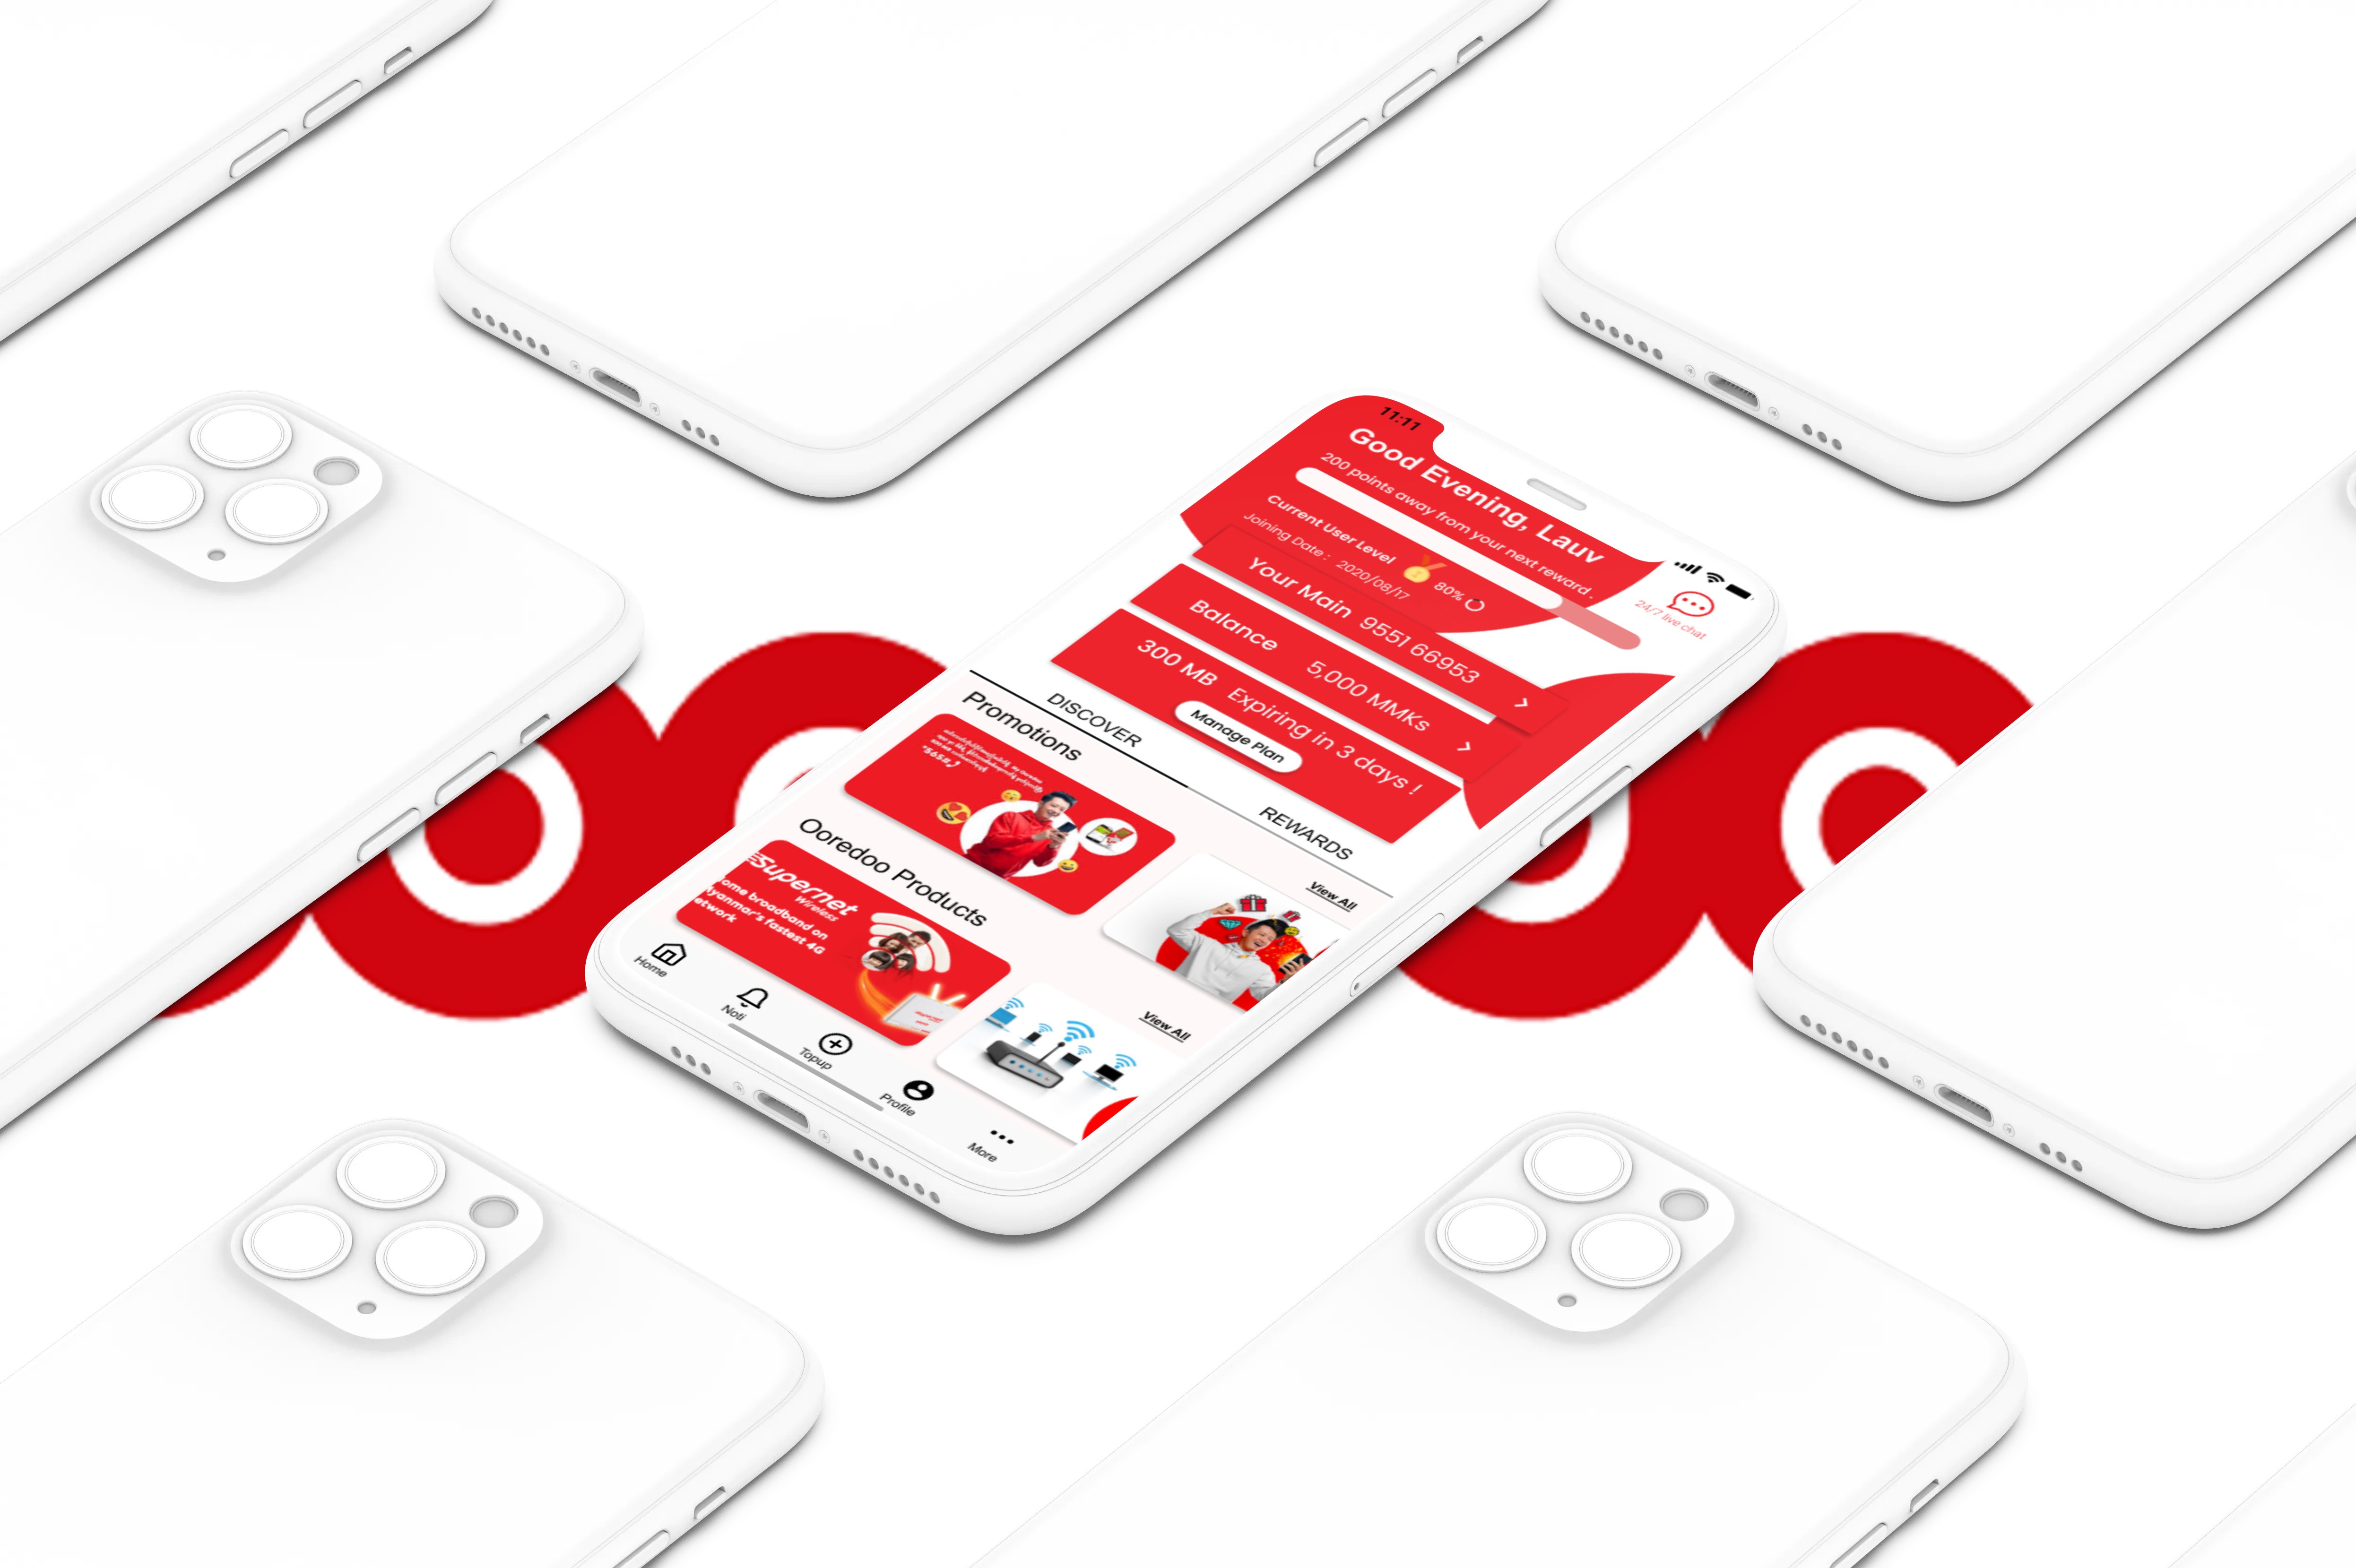 11:11
Good Evening, Lauv
200 points away from your next reward .
24/7 live chat
Current User Level 80%
Joining Date : 2020/08/17
Your Main 9551 66953
Balance 5,000 MMKs
300 MB Expiring in 3 days !
Manage Plan
DISCOVER REWARDS
Promotions View All
*565#
Ooredoo Products View All
Supernet
Wireless
ome broadband on
yanmar's fastest 4G
etwork
Home Noti Topup Profile More